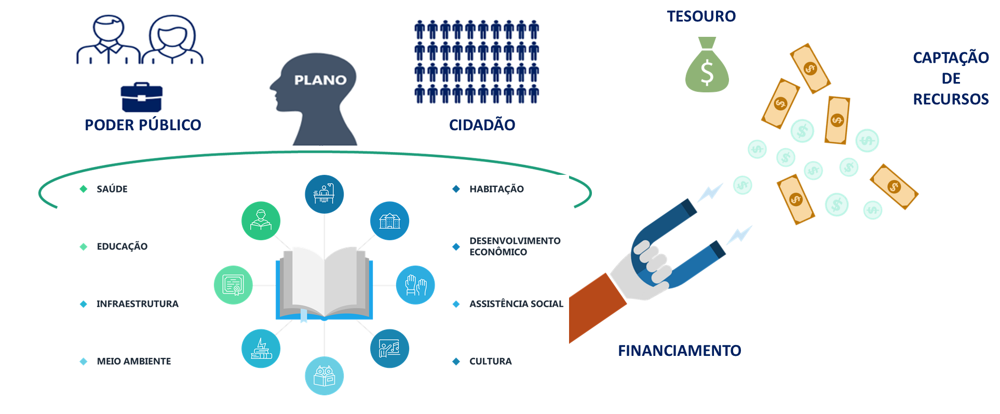 TESOURO
CAPTAÇÃO
DE
RECURSOS
PLANO
PODER PÚBLICO
CIDADÃO
SAÚDE
EDUCAÇÃO
INFRAESTRUTURA
MEIO AMBIENTE
HABITAÇÃO
DESENVOLVIMENTO
ECONÔMICO
ASSISTÊNCIA SOCIAL
CULTURA
FINANCIAMENTO